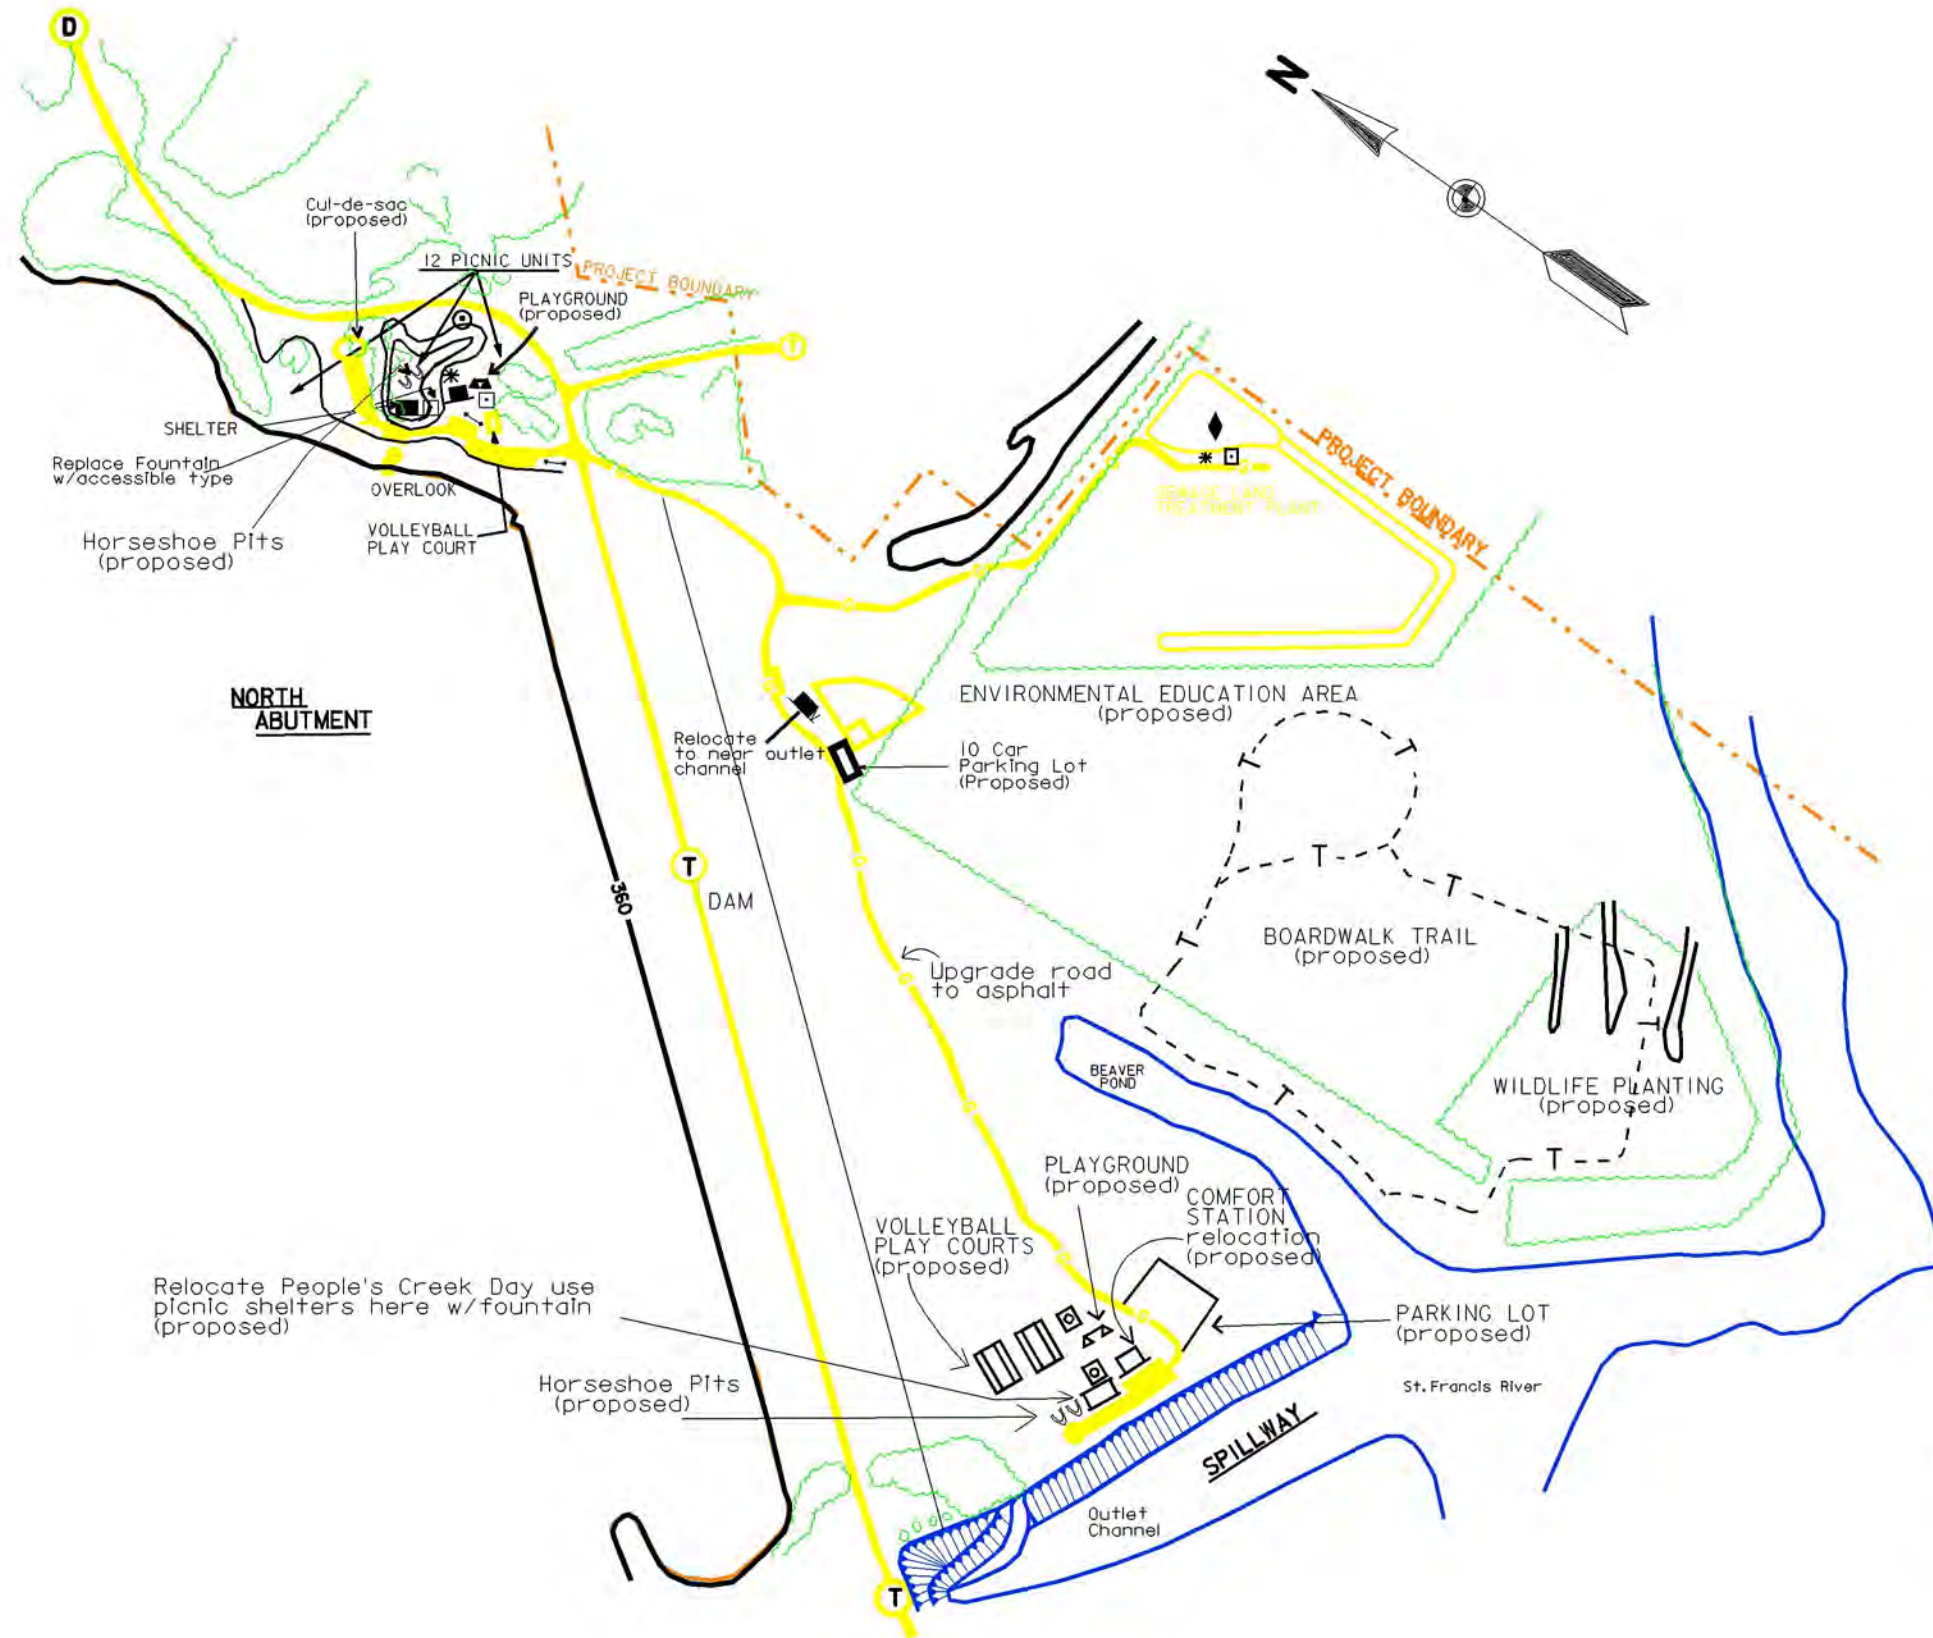 D
N
Cul-de-sac
(proposed)
12 PICNIC UNITS
PROJECT BOUNDARY
PLAYGROUND
(proposed)
T
SHELTER
Replace Fountain
w/accessible type
OVERLOOK
Horseshoe Pits
(proposed)
VOLLEYBALL
PLAY COURT
G
G
G
G
G
G
SEWAGE LAND
TREATMENT PLANT
PROJECT BOUNDARY
NORTH
ABUTMENT
G
Relocate
to near outlet
channel
ENVIRONMENTAL EDUCATION AREA
(proposed)
10 Car
Parking Lot
(Proposed)
T
T
T
T
T
DAM
360
G
G
Upgrade road
to asphalt
BOARDWALK TRAIL
(proposed)
T
T
BEAVER
POND
G
T
WILDLIFE PLANTING
(proposed)
T
PLAYGROUND
(proposed)
COMFORT
STATION
relocation
(proposed)
VOLLEYBALL
PLAY COURTS
(proposed)
G
G
Relocate People's Creek Day use
picnic shelters here w/fountain
(proposed)
PARKING LOT
(proposed)
Horseshoe Pits
(proposed)
St. Francis River
SPILLWAY
Outlet
Channel
T